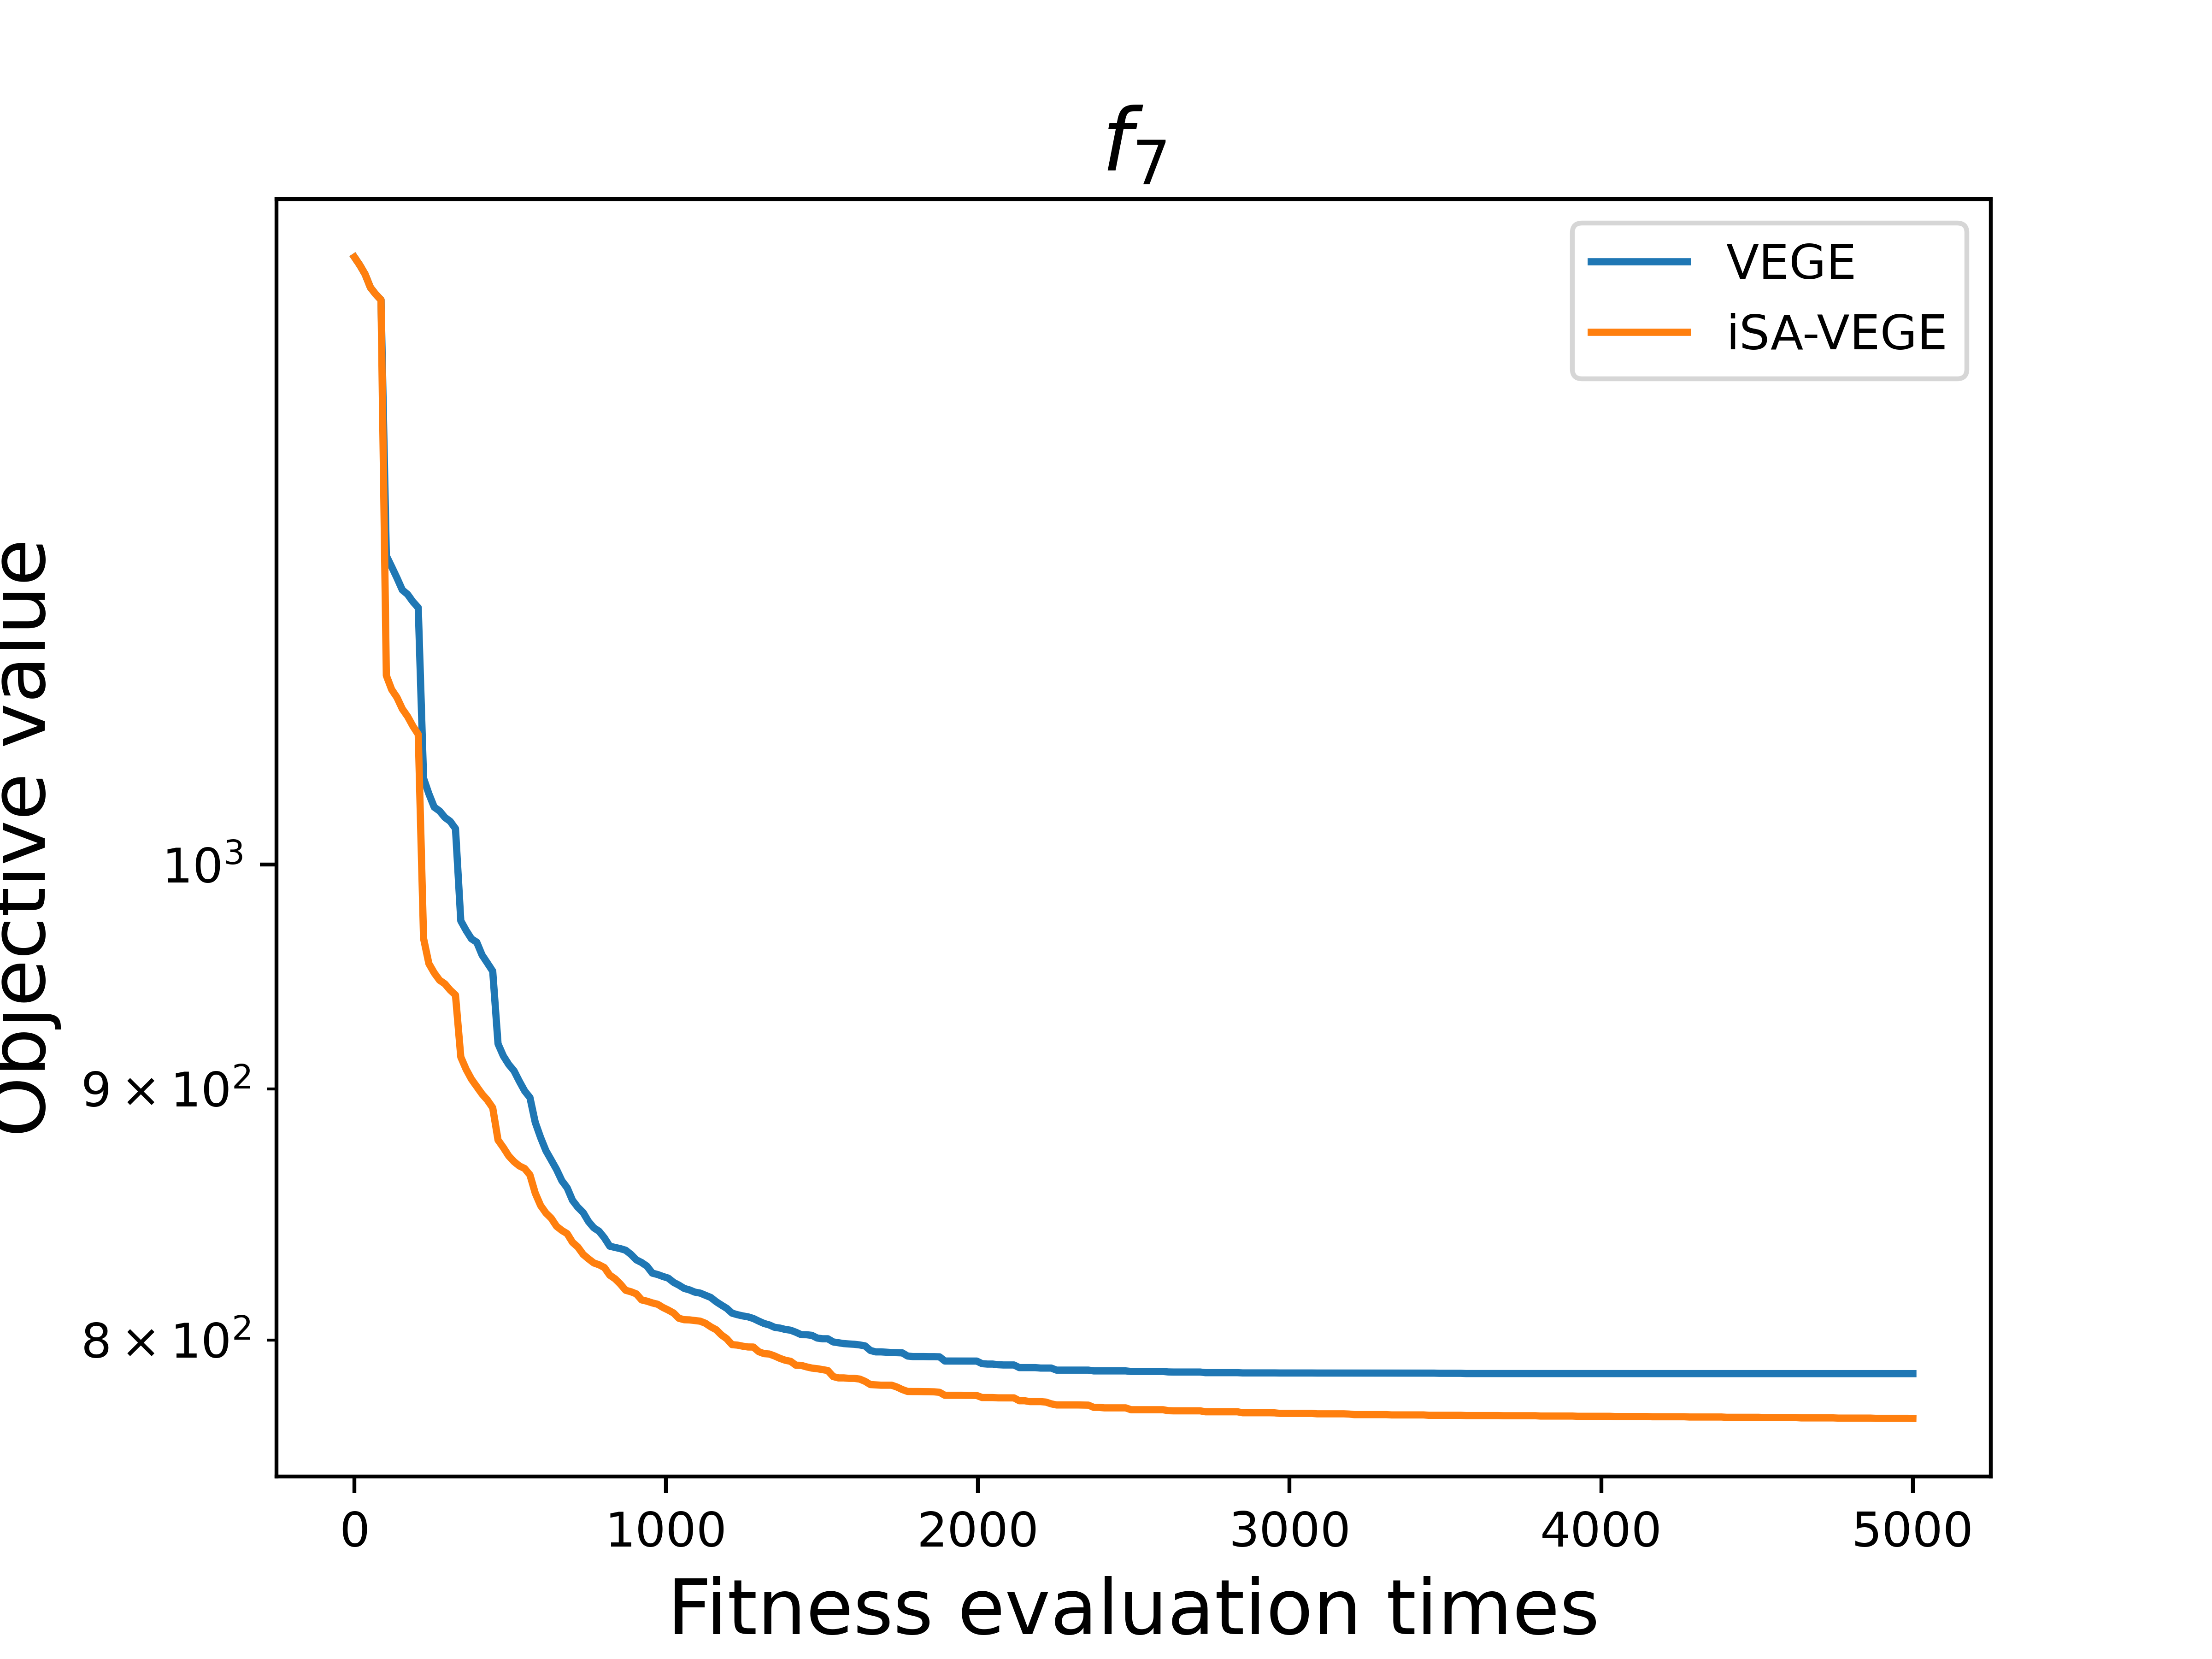 f₇
VEGE
iSA-VEGE
Objective value
10³
9 × 10²
8 × 10²
0 1000 2000 3000 4000 5000
Fitness evaluation times